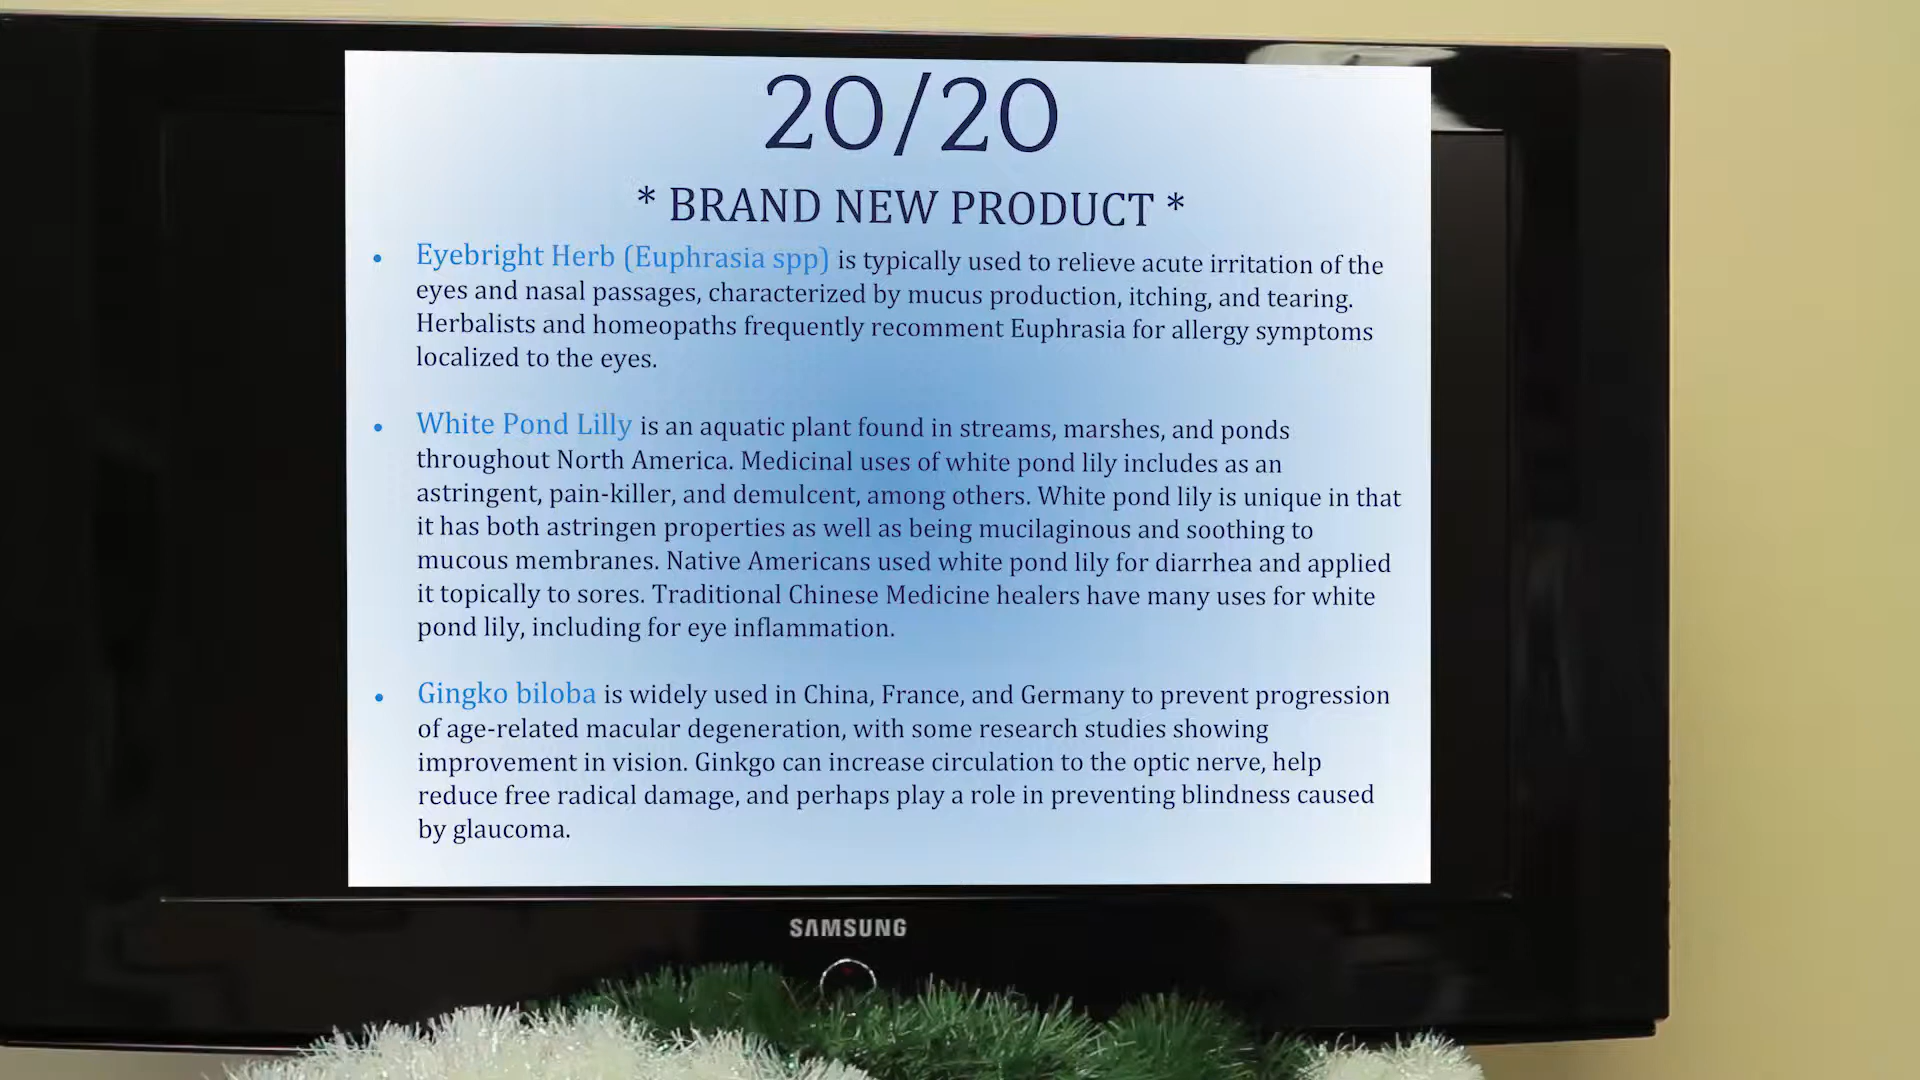 20/20
* BRAND NEW PRODUCT *
• Eyebright Herb (Euphrasia spp) is typically used to relieve acute irritation of the
eyes and nasal passages, characterized by mucus production, itching, and tearing.
Herbalists and homeopaths frequently recomment Euphrasia for allergy symptoms
localized to the eyes.
• White Pond Lilly is an aquatic plant found in streams, marshes, and ponds
throughout North America. Medicinal uses of white pond lily includes as an
astringent, pain-killer, and demulcent, among others. White pond lily is unique in that
it has both astringen properties as well as being mucilaginous and soothing to
mucous membranes. Native Americans used white pond lily for diarrhea and applied
it topically to sores. Traditional Chinese Medicine healers have many uses for white
pond lily, including for eye inflammation.
• Gingko biloba is widely used in China, France, and Germany to prevent progression
of age-related macular degeneration, with some research studies showing
improvement in vision. Ginkgo can increase circulation to the optic nerve, help
reduce free radical damage, and perhaps play a role in preventing blindness caused
by glaucoma.
SAMSUNG